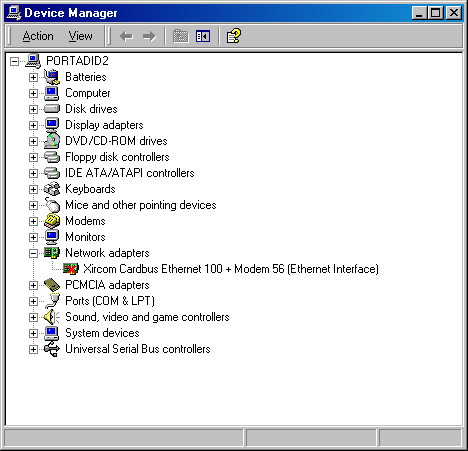 Device Manager
Action View
PORTADID2
Batteries
Computer
Disk drives
Display adapters
DVD/CD-ROM drives
Floppy disk controllers
IDE ATA/ATAPI controllers
Keyboards
Mice and other pointing devices
Modems
Monitors
Network adapters
Xircom Cardbus Ethernet 100 + Modem 56 (Ethernet Interface)
PCMCIA adapters
Ports (COM & LPT)
Sound, video and game controllers
System devices
Universal Serial Bus controllers